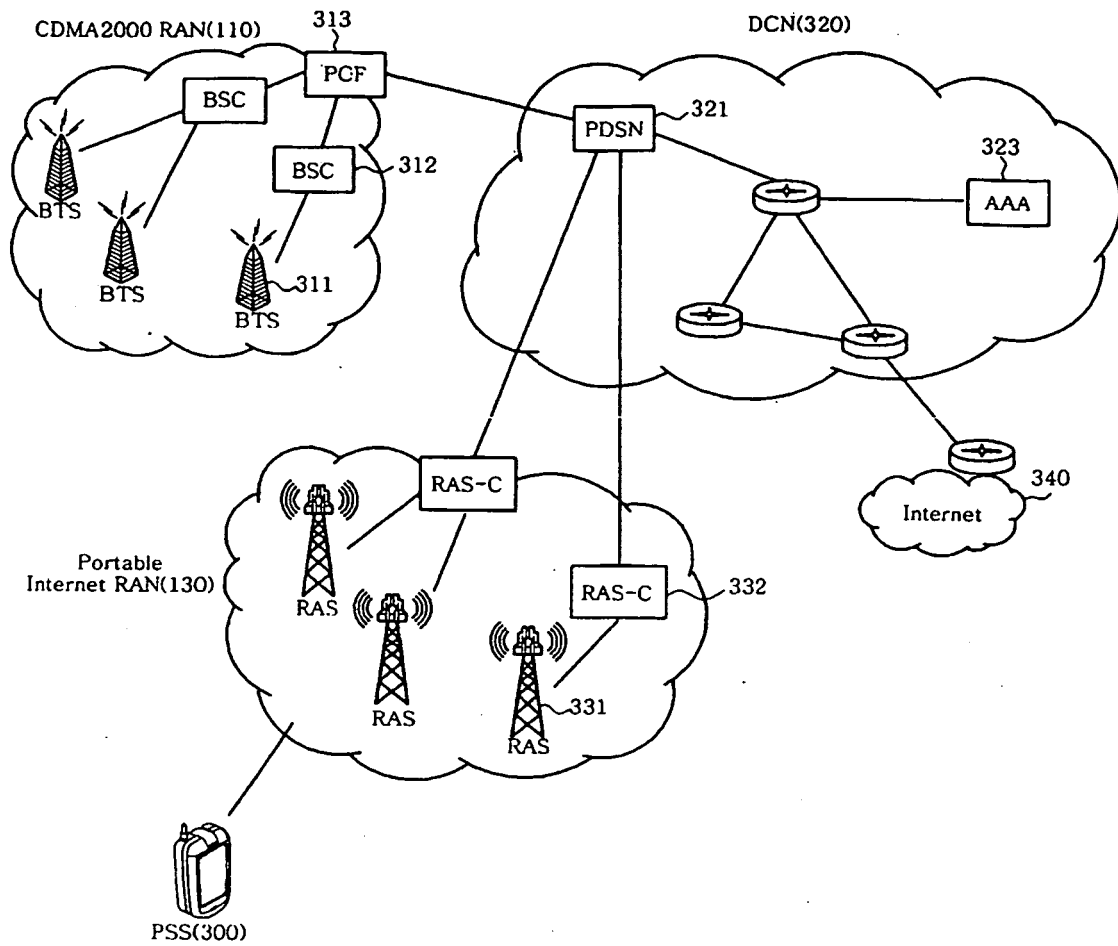 CDMA2000 RAN(110)
313
DCN(320)
PCF
BSC
321
PDSN
BSC
312
323
AAA
BTS
BTS
311
BTS
RAS-C
340
Internet
Portable
Internet RAN(130)
RAS
RAS-C
332
RAS
331
RAS
PSS(300)